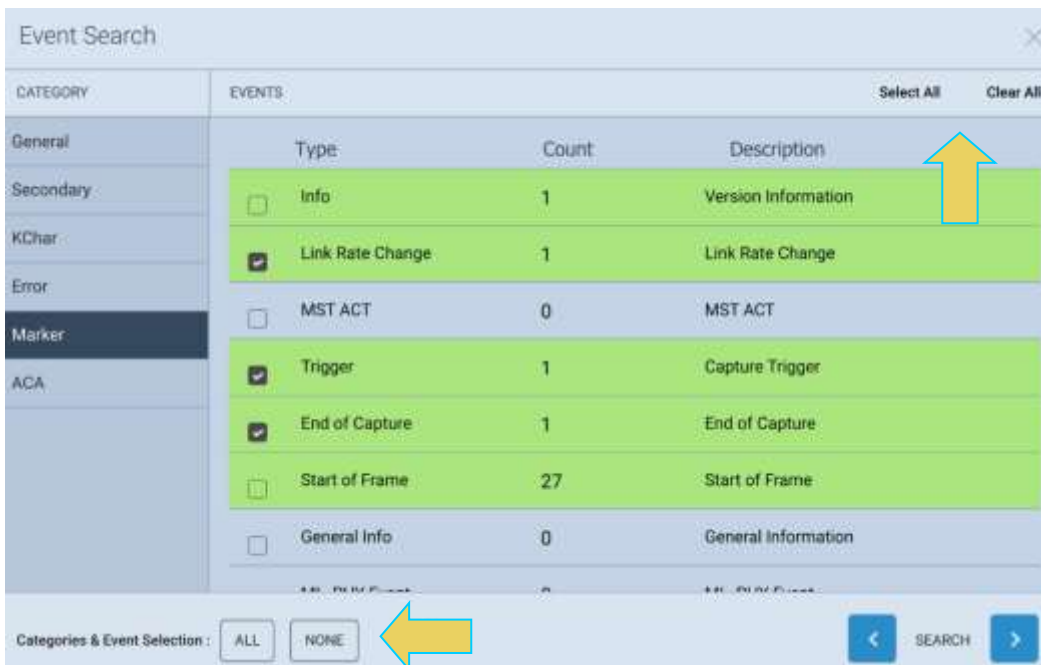 Event Search
CATEGORY EVENTS Select All Clear All
General Type Count Description
Secondary Info 1 Version Information
KChar Link Rate Change 1 Link Rate Change
Error MST ACT 0 MST ACT
Marker Trigger 1 Capture Trigger
ACA End of Capture 1 End of Capture
Start of Frame 27 Start of Frame
General Info 0 General Information
Categories & Event Selection : ALL NONE < SEARCH >